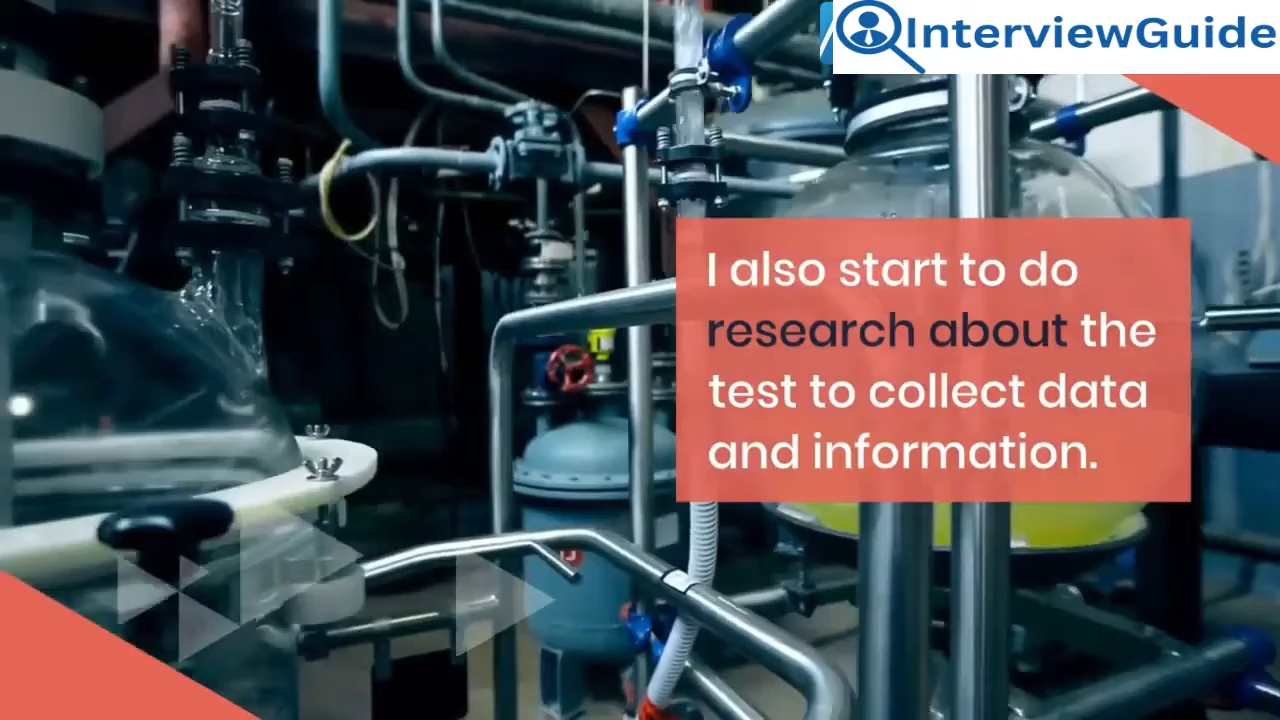 InterviewGuide
I also start to do
research about the
test to collect data
and information.